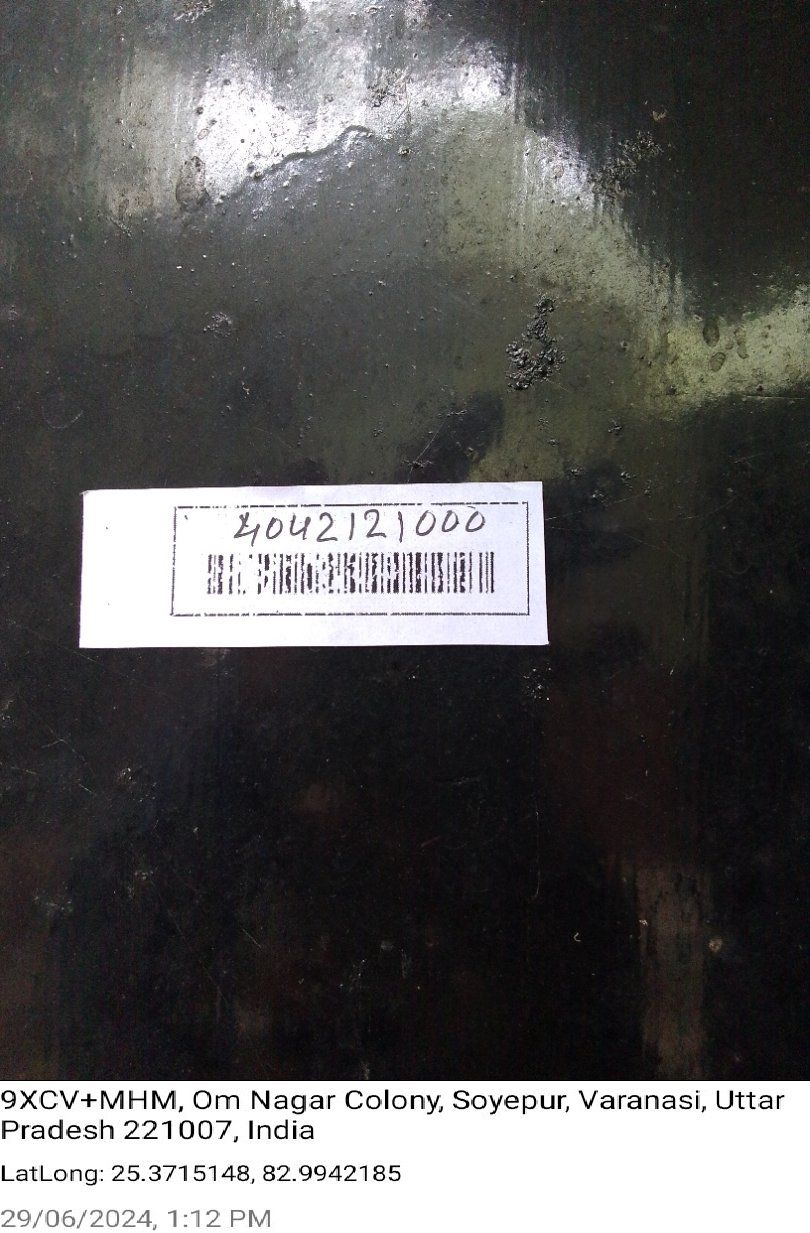 4042121000
9XCV+MHM, Om Nagar Colony, Soyepur, Varanasi, Uttar
Pradesh 221007, India
LatLong: 25.3715148, 82.9942185
29/06/2024, 1:12 PM